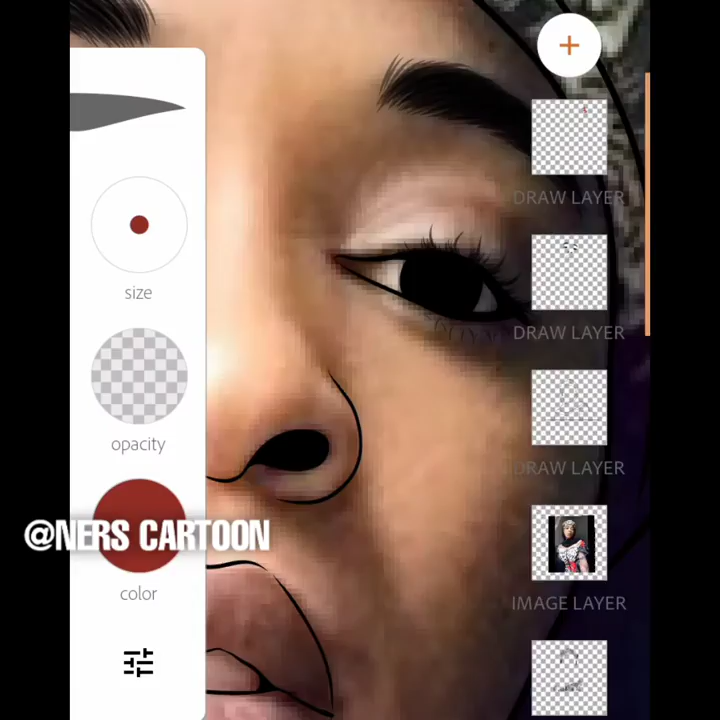 size
opacity
@NERS CARTOON
color
DRAW LAYER
DRAW LAYER
DRAW LAYER
IMAGE LAYER